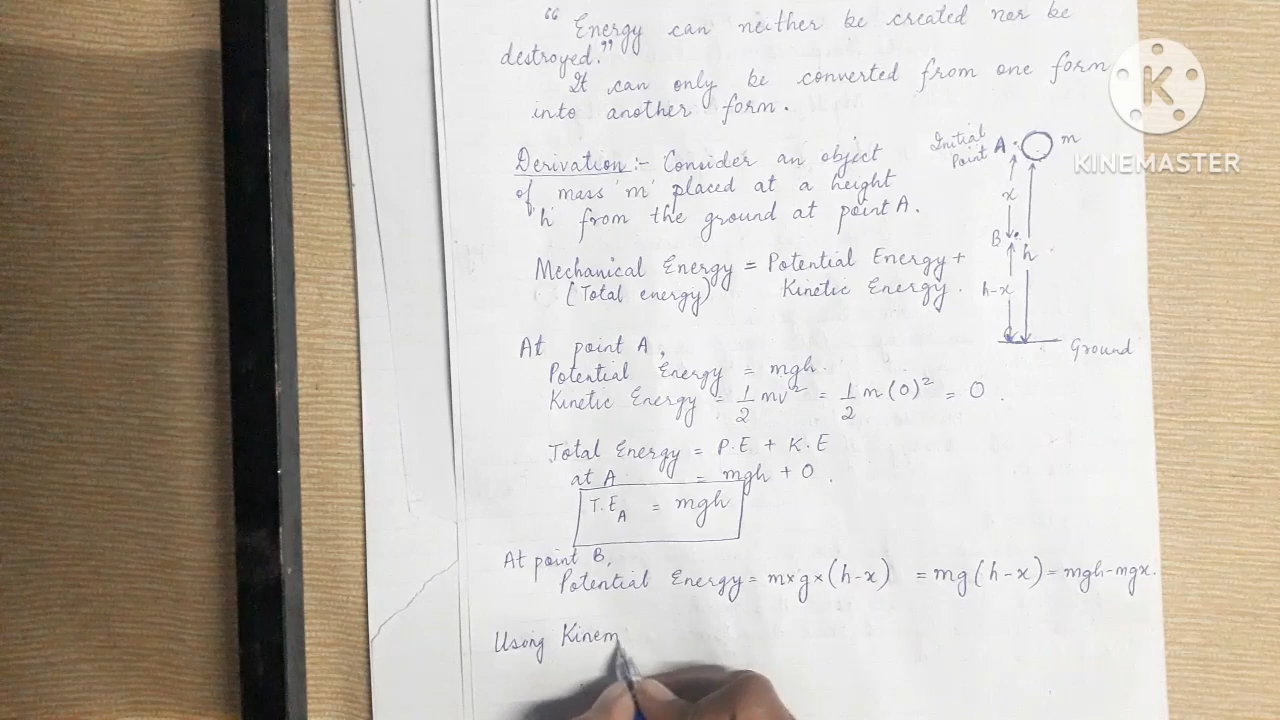 "Energy can neither be created nor be
destroyed."
It can only be converted from one form
into another form.
Derivation :- Consider an object
of mass 'm' placed at a height
'h' from the ground at point A.
Initial
Point A
m
x
B
h
h-x
C
Ground
Mechanical Energy = Potential Energy +
(Total energy) Kinetic Energy.
At point A,
Potential Energy = mgh.
Kinetic Energy = 1/2 mv² = 1/2 m(0)² = 0.
Total Energy = P.E + K.E
at A = mgh + 0.
T.E_A = mgh
At point B,
Potential Energy = m×g×(h-x) = mg(h-x) = mgh-mgx.
Using Kinem
K
KINEMASTER